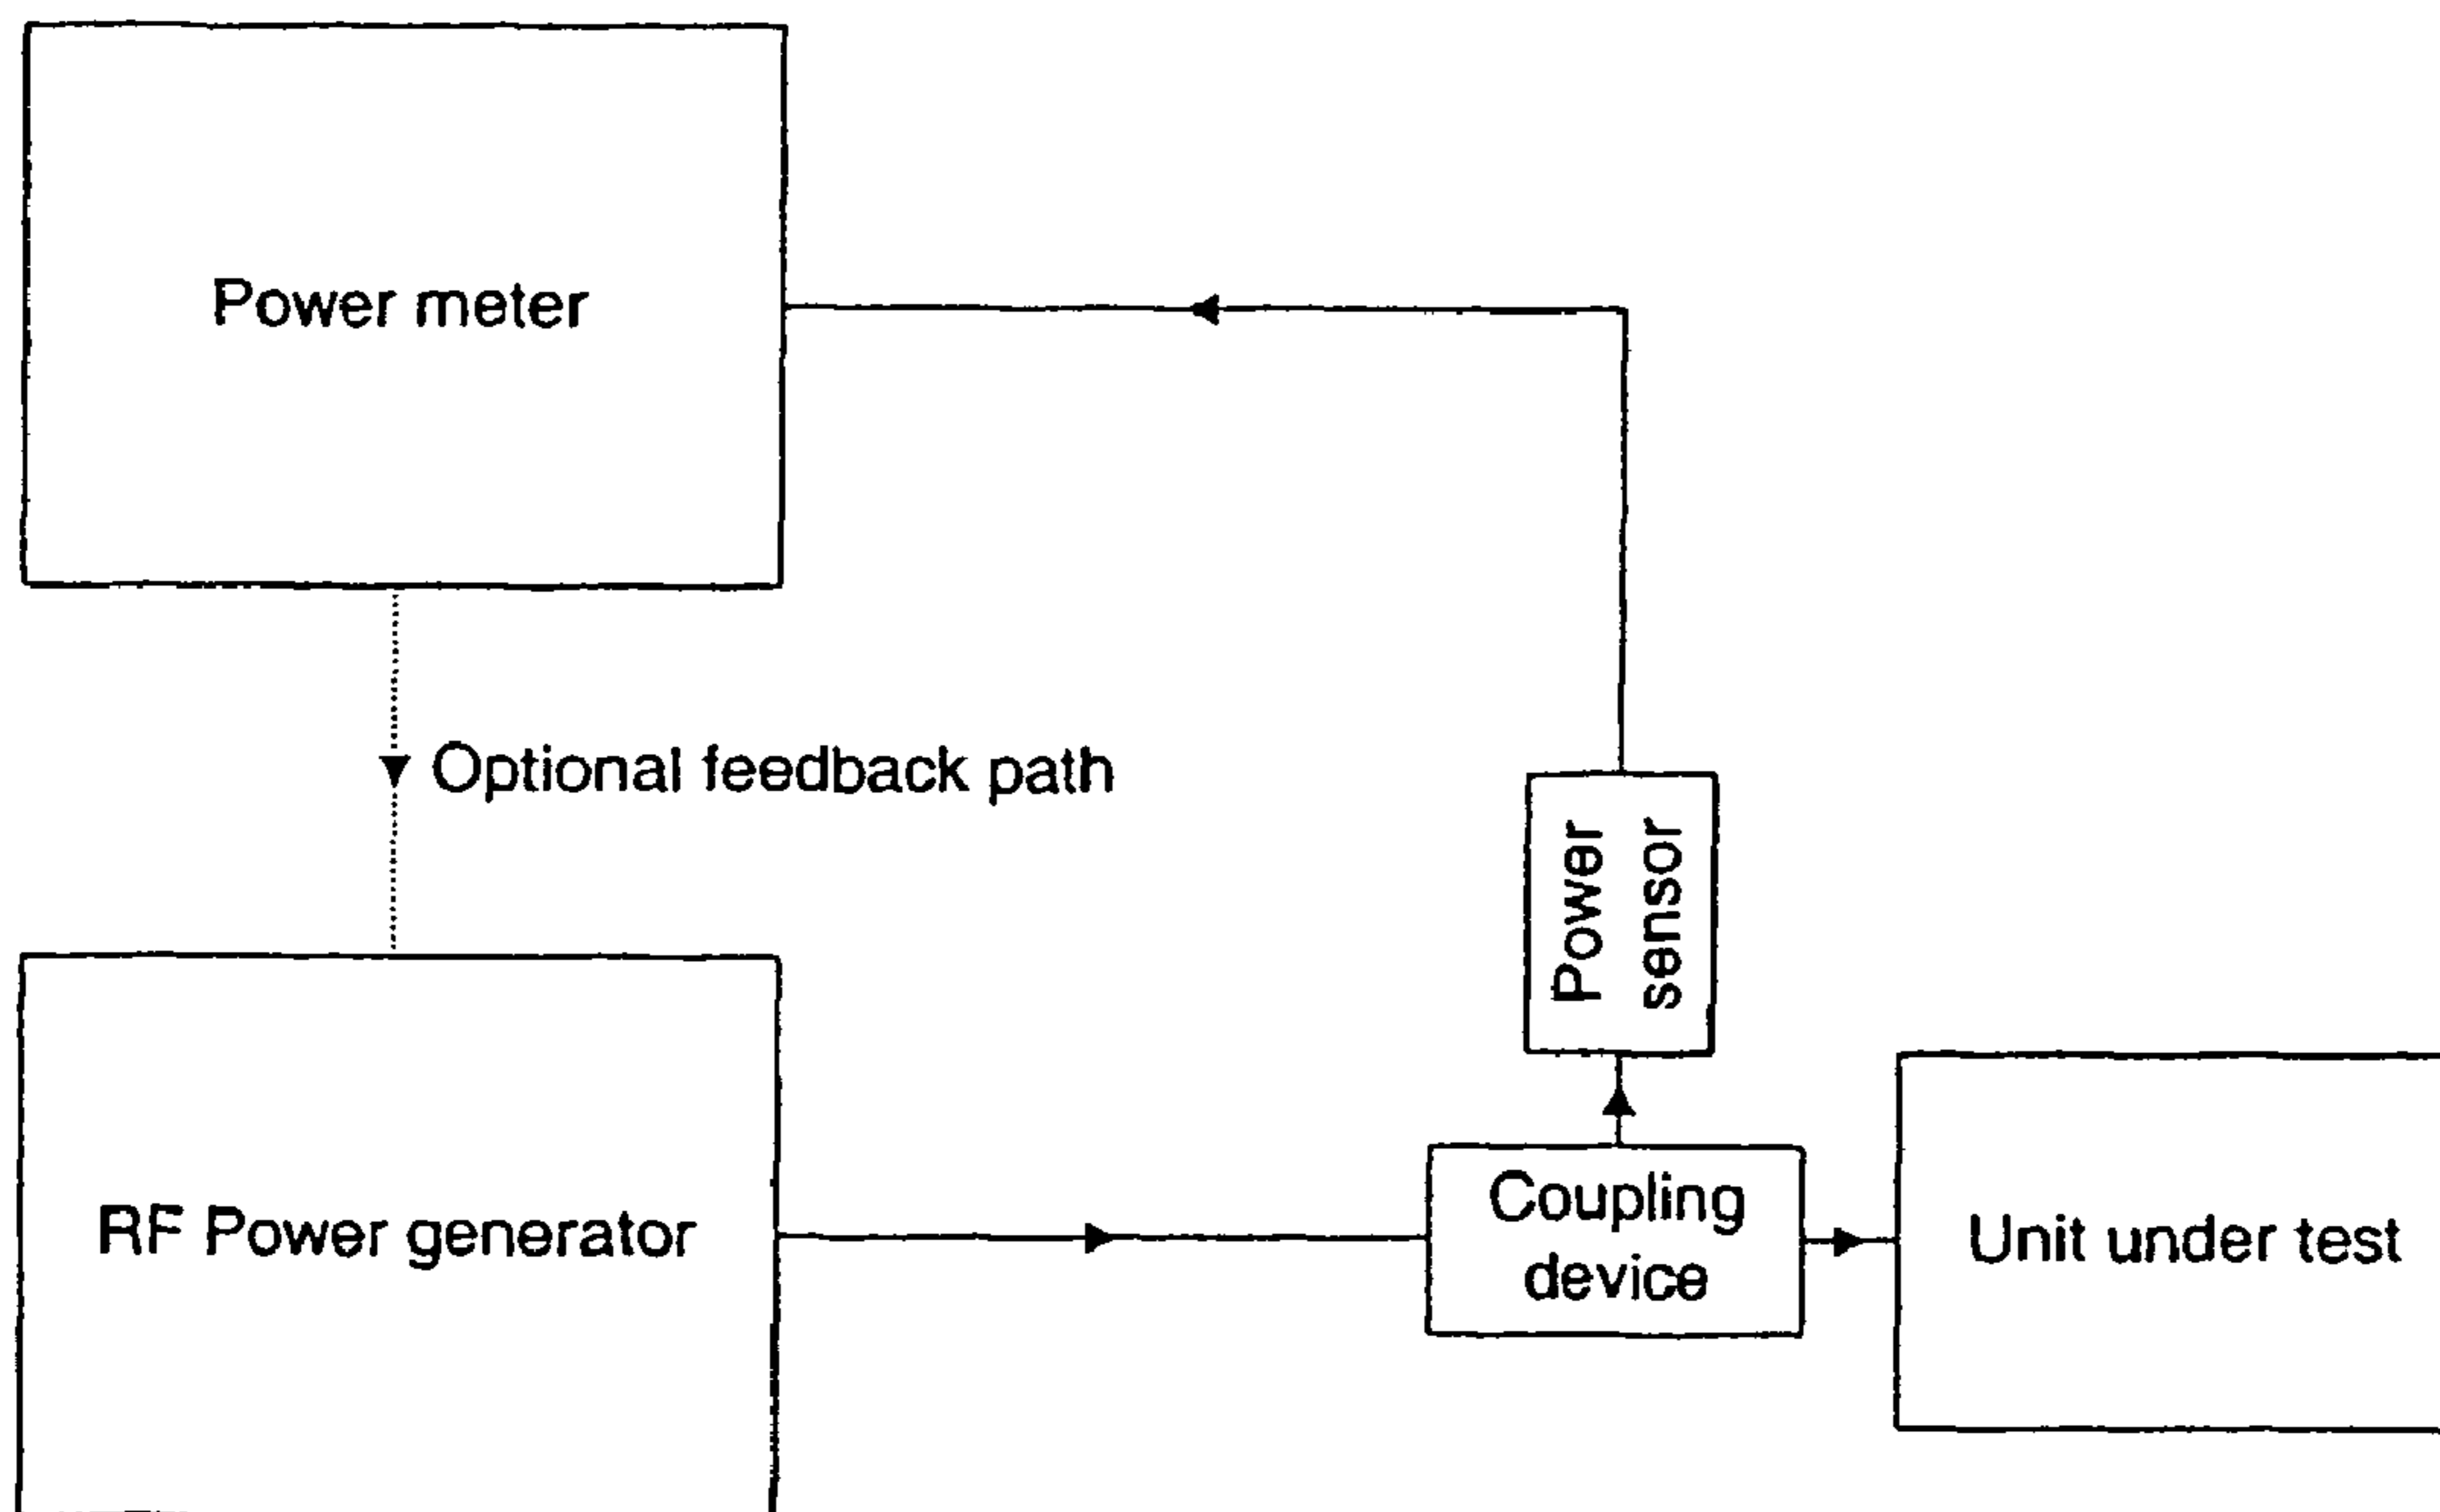 Power meter
Optional feedback path
Power
sensor
RF Power generator
Coupling
device
Unit under test